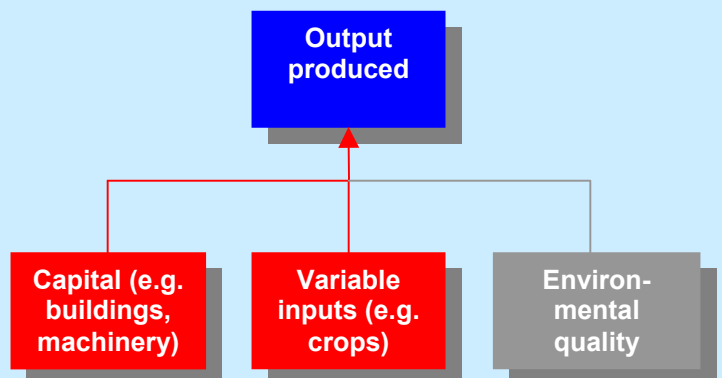 Output
produced
Capital (e.g.
buildings,
machinery)
Variable
inputs (e.g.
crops)
Environ-
mental
quality